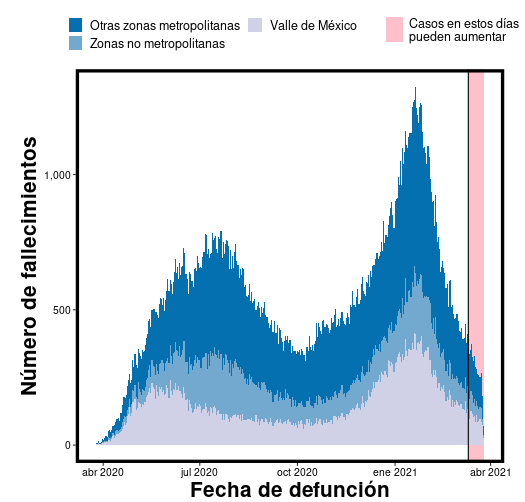 Otras zonas metropolitanas
Valle de México
Casos en estos días
pueden aumentar
Zonas no metropolitanas
Número de fallecimientos
1,000
500
0
abr 2020
jul 2020
oct 2020
ene 2021
abr 2021
Fecha de defunción